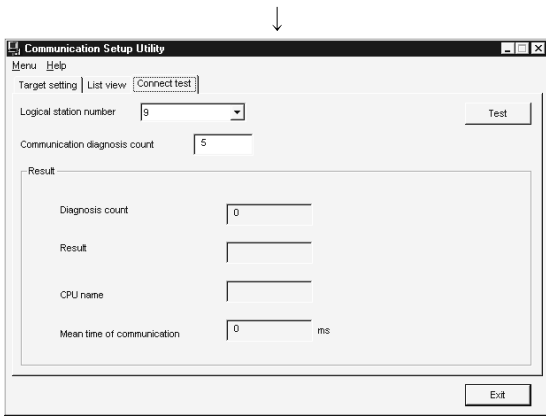 ↓
Communication Setup Utility
Menu Help
Target setting List view Connect test
Logical station number 9 Test
Communication diagnosis count 5
Result
Diagnosis count 0
Result
CPU name
Mean time of communication 0 ms
Exit